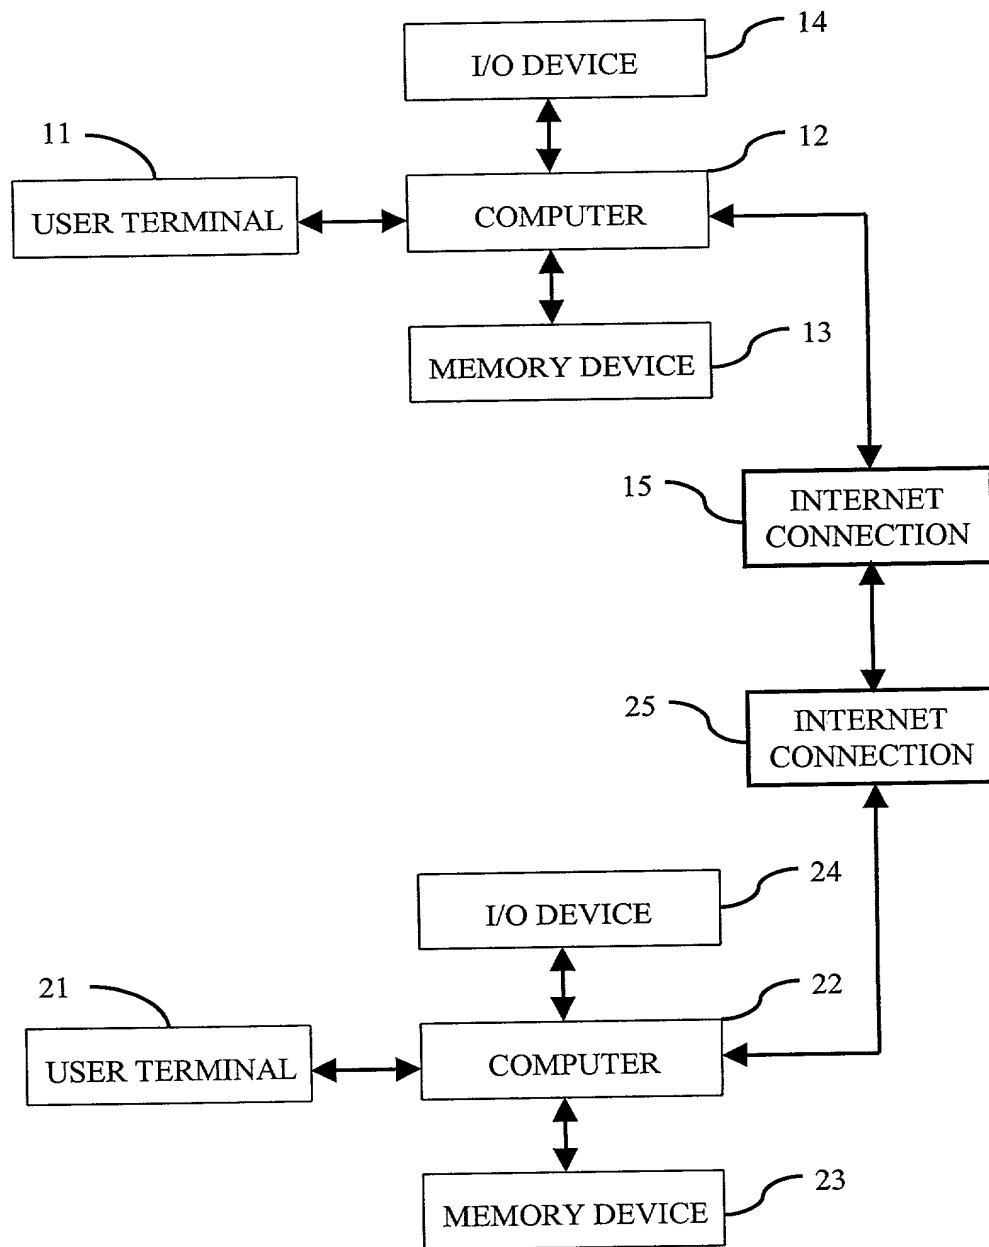 14
I/O DEVICE
11
12
USER TERMINAL
COMPUTER
13
MEMORY DEVICE
15
INTERNET
CONNECTION
25
INTERNET
CONNECTION
24
I/O DEVICE
21
22
USER TERMINAL
COMPUTER
23
MEMORY DEVICE